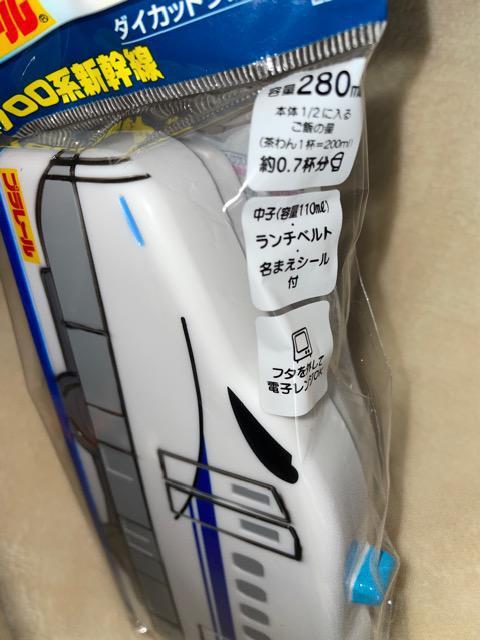 ダイカット
00系新幹線
プラレール
容量280m
本体1/2に入る
ご飯の量
(茶わん1杯=200ml)
約0.7杯分
中子(容量110ml)
・
ランチベルト
・
名まえシール
付
フタを外して
電子レンジOK